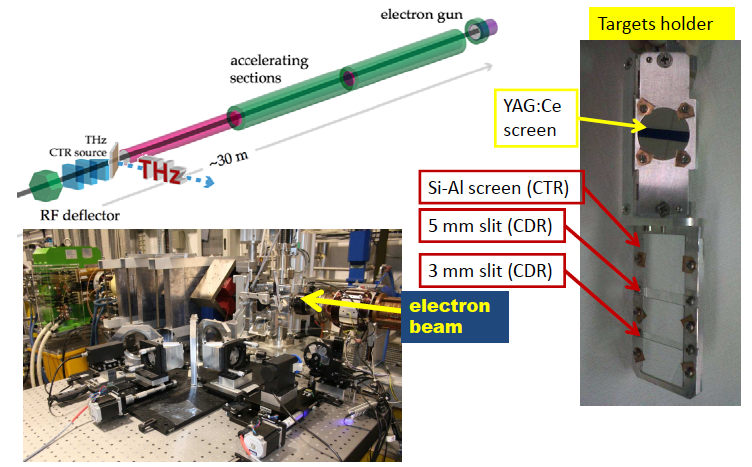 electron gun
accelerating
sections
THz
CTR source
THz
~30 m
RF deflector
electron
beam
Targets holder
YAG:Ce
screen
Si-Al screen (CTR)
5 mm slit (CDR)
3 mm slit (CDR)